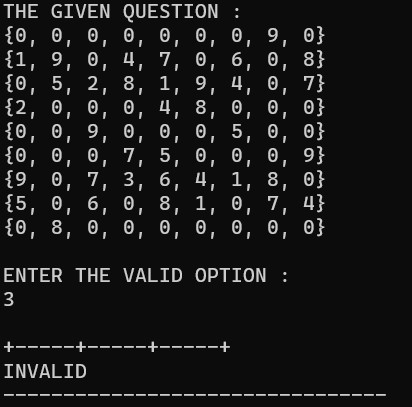 THE GIVEN QUESTION :
{0, 0, 0, 0, 0, 0, 0, 9, 0}
{1, 9, 0, 4, 7, 0, 6, 0, 8}
{0, 5, 2, 8, 1, 9, 4, 0, 7}
{2, 0, 0, 0, 4, 8, 0, 0, 0}
{0, 0, 9, 0, 0, 0, 5, 0, 0}
{0, 0, 0, 7, 5, 0, 0, 0, 9}
{9, 0, 7, 3, 6, 4, 1, 8, 0}
{5, 0, 6, 0, 8, 1, 0, 7, 4}
{0, 8, 0, 0, 0, 0, 0, 0, 0}
ENTER THE VALID OPTION :
3
+-----+-----+-----+
INVALID
--------------------------------